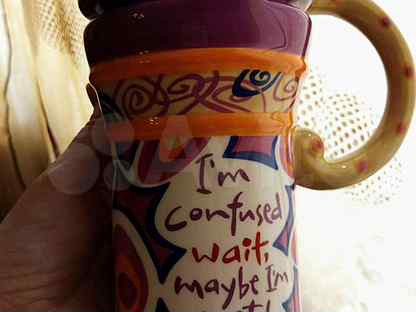 I'm
confused
wait,
maybe I'm